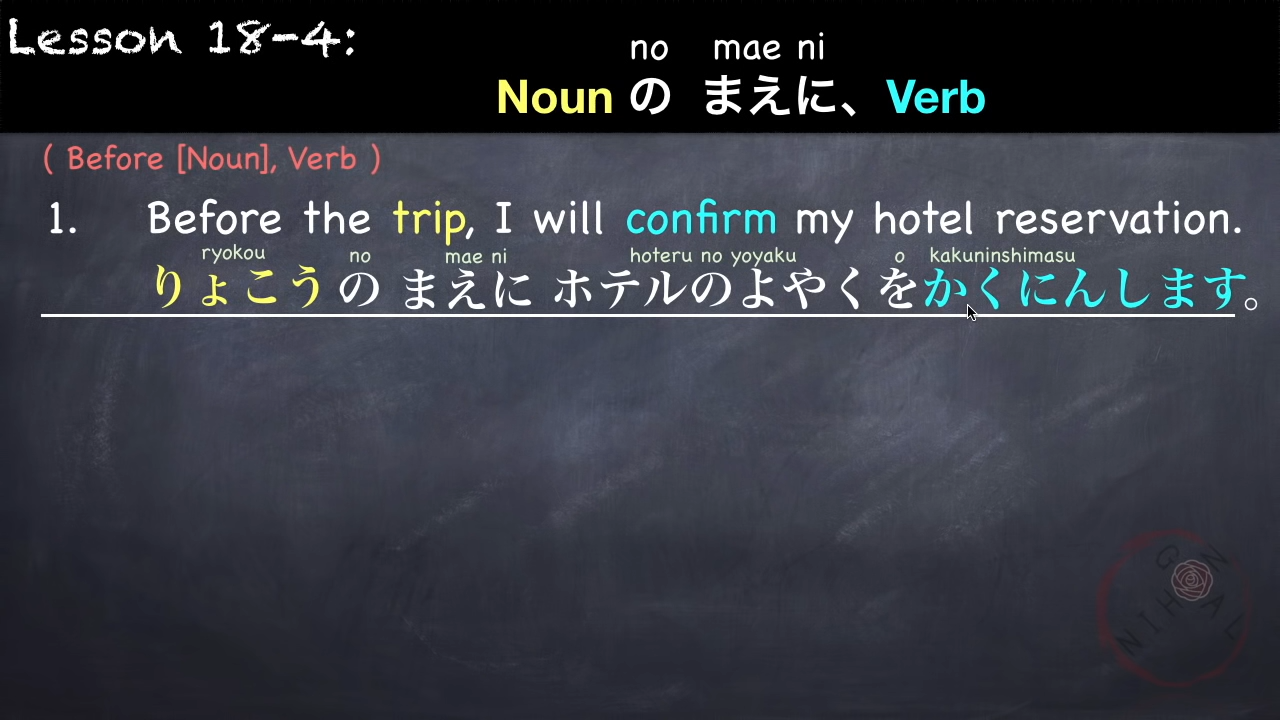 Lesson 18-4:
no mae ni
Noun の まえに、Verb
( Before [Noun], Verb )
1. Before the trip, I will confirm my hotel reservation.
ryokou no mae ni hoteru no yoyaku o kakuninshimasu
りょこう の まえに ホテルのよやくをかくにんします。
NIHONGAL